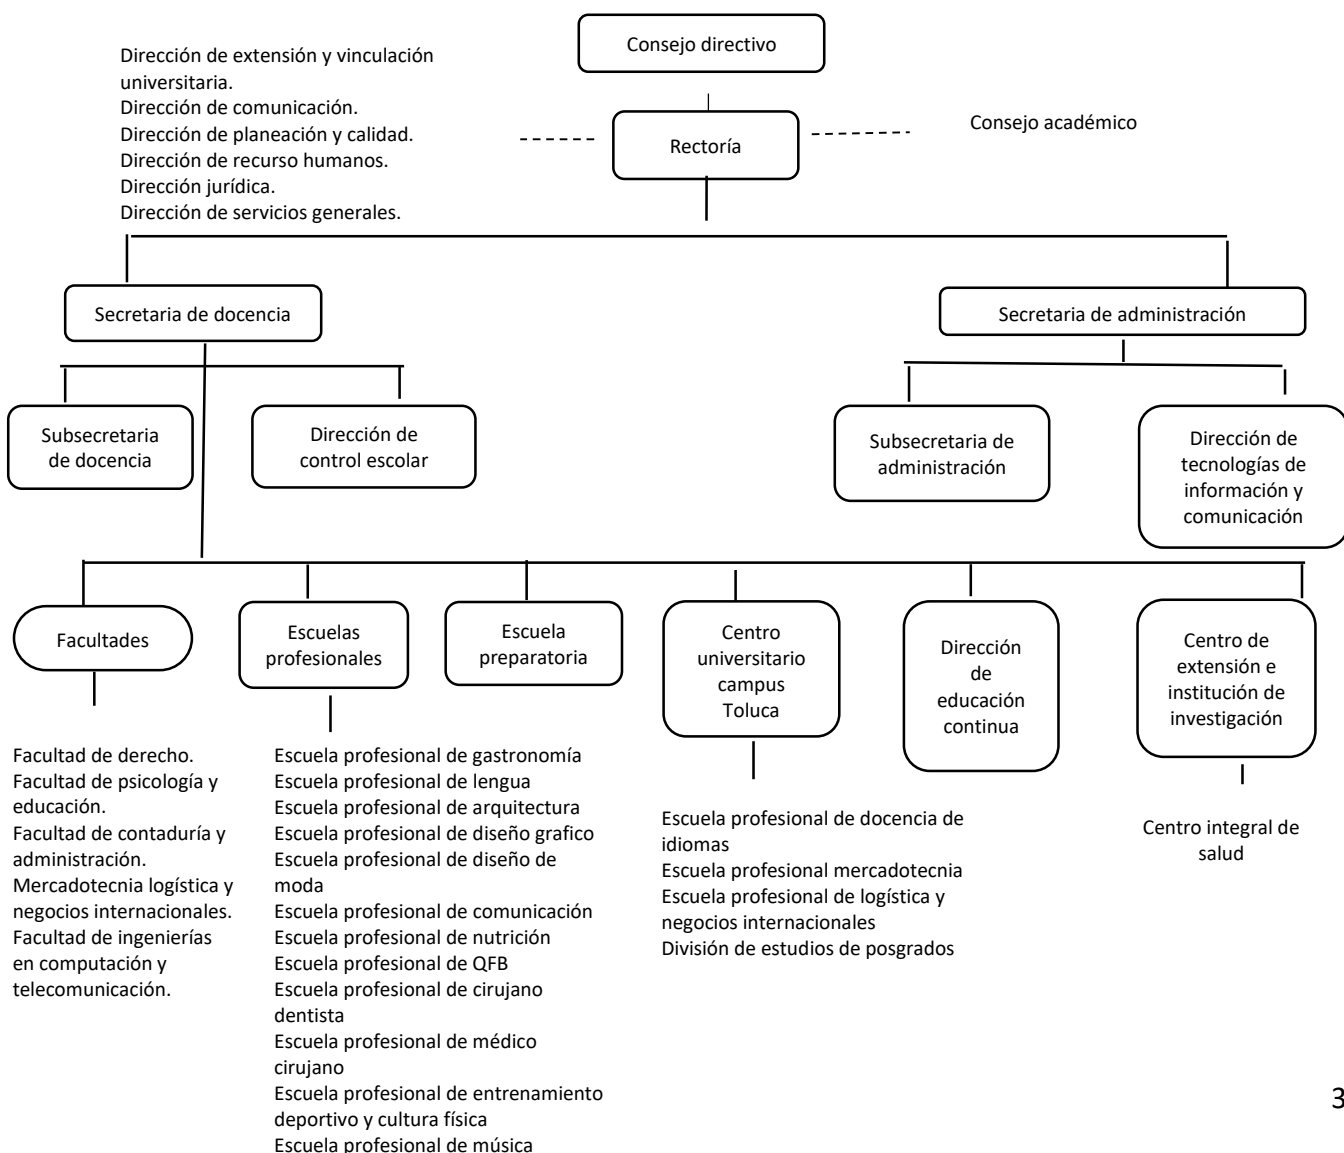 Consejo directivo
Dirección de extensión y vinculación
universitaria.
Dirección de comunicación.
Dirección de planeación y calidad.
Dirección de recurso humanos.
Dirección jurídica.
Dirección de servicios generales.
Rectoría
Consejo académico
Secretaria de docencia
Secretaria de administración
Subsecretaria
de docencia
Dirección de
control escolar
Subsecretaria de
administración
Dirección de
tecnologías de
información y
comunicación
Facultades
Escuelas
profesionales
Escuela
preparatoria
Centro
universitario
campus
Toluca
Dirección
de
educación
continua
Centro de
extensión e
institución de
investigación
Facultad de derecho.
Facultad de psicología y
educación.
Facultad de contaduría y
administración.
Mercadotecnia logística y
negocios internacionales.
Facultad de ingenierías
en computación y
telecomunicación.
Escuela profesional de gastronomía
Escuela profesional de lengua
Escuela profesional de arquitectura
Escuela profesional de diseño grafico
Escuela profesional de diseño de
moda
Escuela profesional de comunicación
Escuela profesional de nutrición
Escuela profesional de QFB
Escuela profesional de cirujano
dentista
Escuela profesional de médico
cirujano
Escuela profesional de entrenamiento
deportivo y cultura física
Escuela profesional de música
Escuela profesional de docencia de
idiomas
Escuela profesional mercadotecnia
Escuela profesional de logística y
negocios internacionales
División de estudios de posgrados
Centro integral de
salud
3